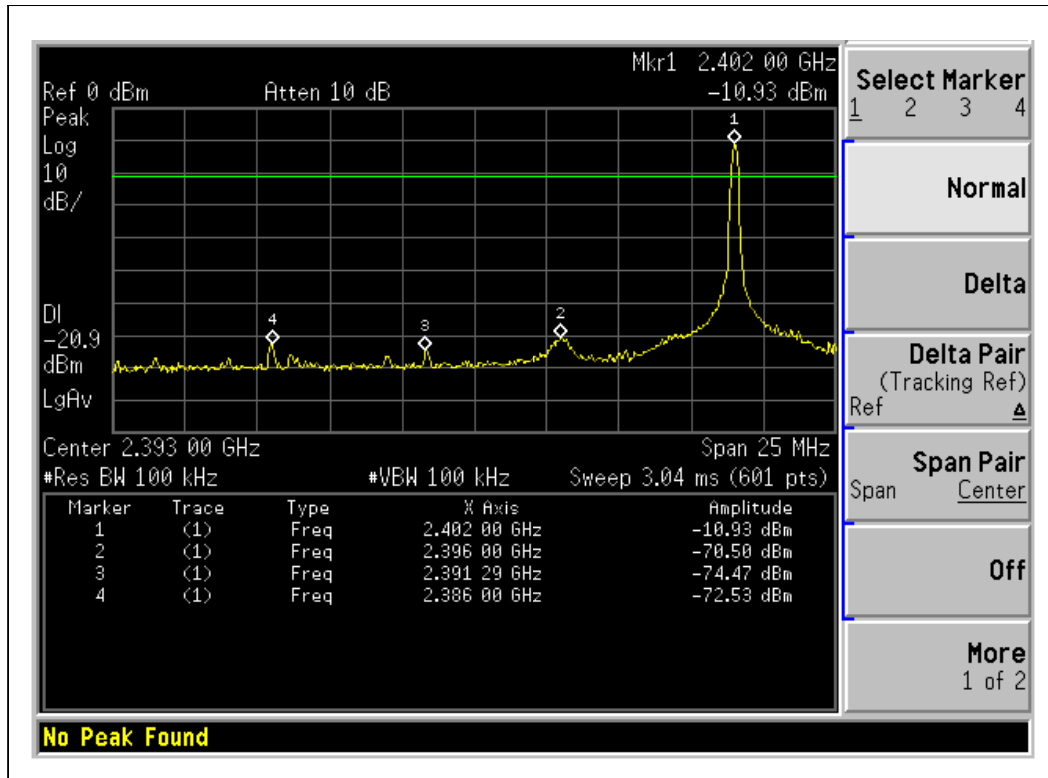 Mkr1 2.402 00 GHz
Ref 0 dBm Atten 10 dB -10.93 dBm
Peak
Log
10
dB/
1
4
3
2
DI
-20.9
dBm
LgAv
Center 2.393 00 GHz Span 25 MHz
#Res BW 100 kHz #VBW 100 kHz Sweep 3.04 ms (601 pts)
Marker Trace Type X Axis Amplitude
1 (1) Freq 2.402 00 GHz -10.93 dBm
2 (1) Freq 2.396 00 GHz -70.50 dBm
3 (1) Freq 2.391 29 GHz -74.47 dBm
4 (1) Freq 2.386 00 GHz -72.53 dBm
No Peak Found
Select Marker
1 2 3 4
Normal
Delta
Delta Pair
(Tracking Ref)
Ref Δ
Span Pair
Span Center
Off
More
1 of 2